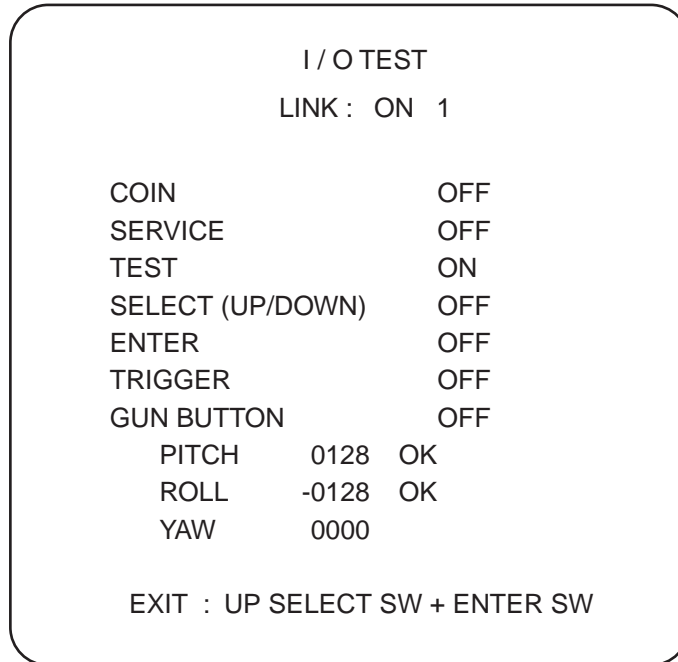 I / O TEST
LINK : ON 1
COIN OFF
SERVICE OFF
TEST ON
SELECT (UP/DOWN) OFF
ENTER OFF
TRIGGER OFF
GUN BUTTON OFF
PITCH 0128 OK
ROLL -0128 OK
YAW 0000
EXIT : UP SELECT SW + ENTER SW